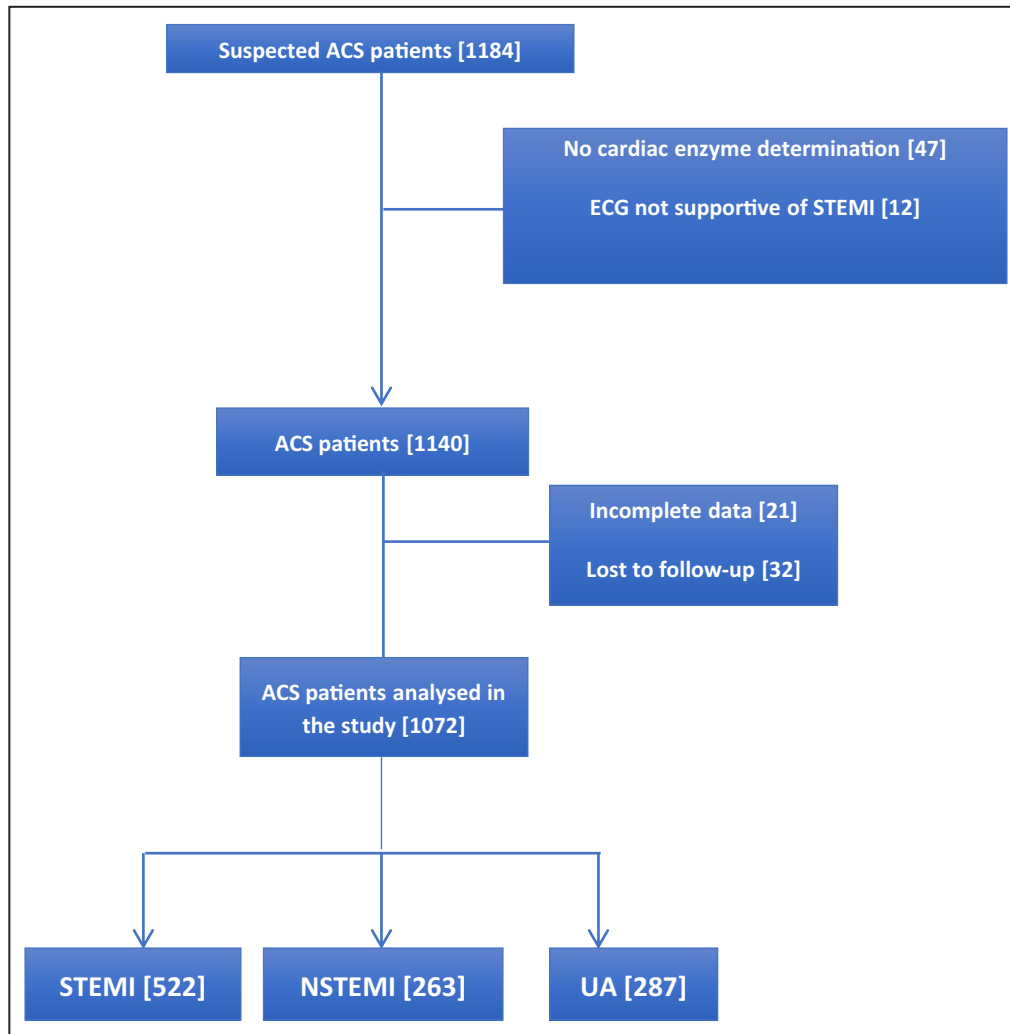 Suspected ACS patients [1184]
No cardiac enzyme determination [47]
ECG not supportive of STEMI [12]
ACS patients [1140]
Incomplete data [21]
Lost to follow-up [32]
ACS patients analysed in
the study [1072]
STEMI [522]
NSTEMI [263]
UA [287]